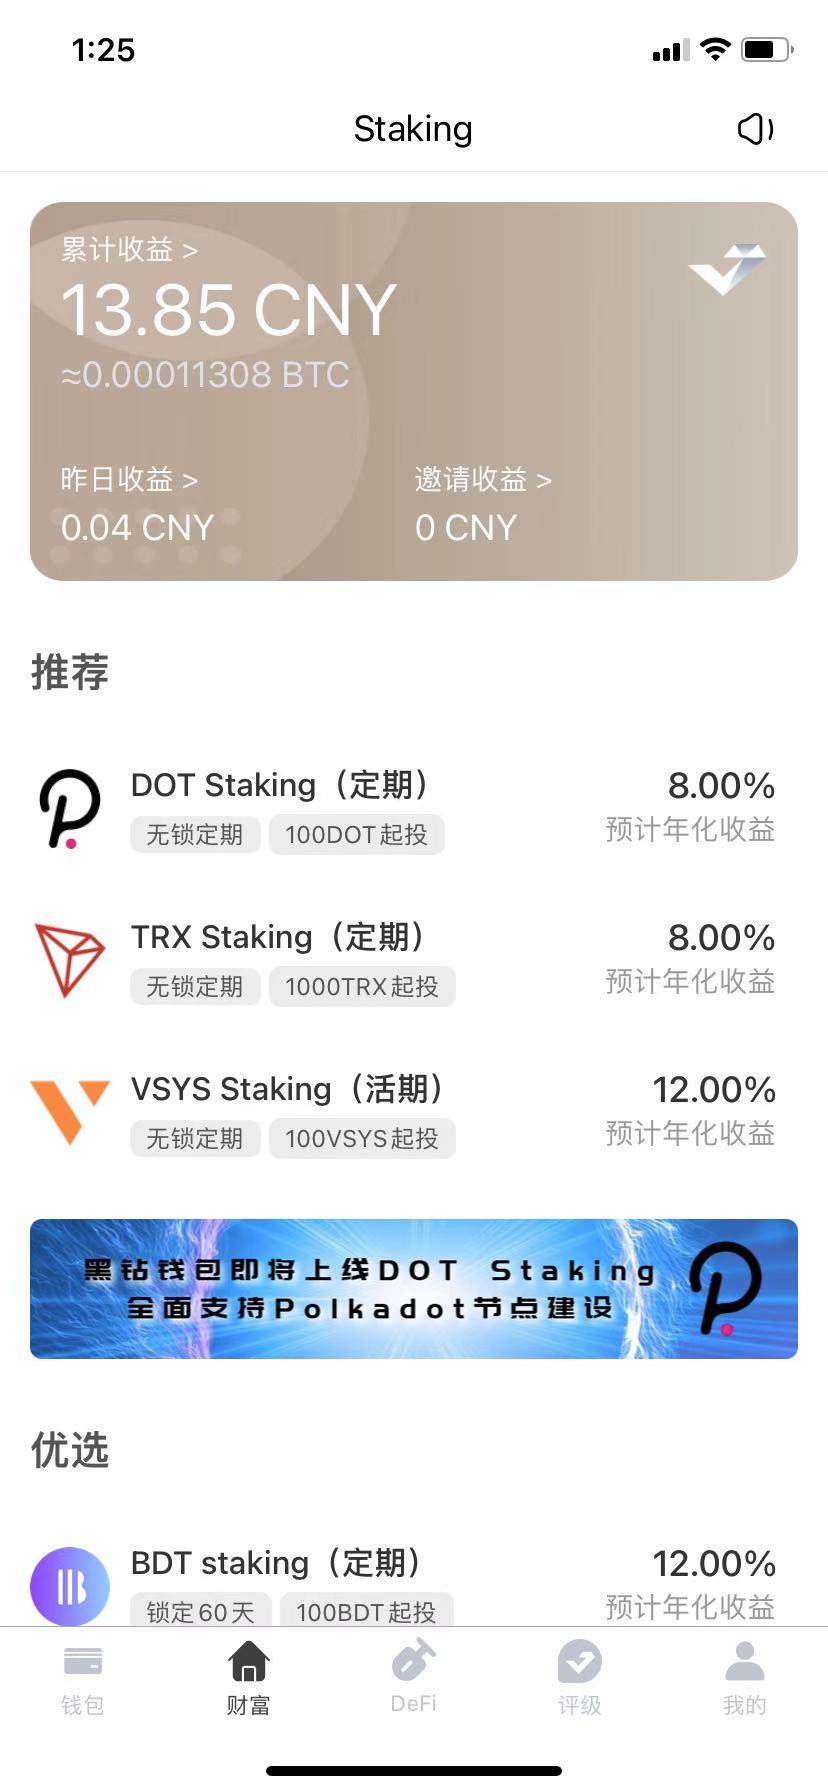 1:25
Staking
累计收益 >
13.85 CNY
≈0.00011308 BTC
昨日收益 >
邀请收益 >
0.04 CNY
0 CNY
推荐
DOT Staking（定期）
8.00%
无锁定期
100DOT起投
预计年化收益
TRX Staking（定期）
8.00%
无锁定期
1000TRX起投
预计年化收益
VSYS Staking（活期）
12.00%
无锁定期
100VSYS起投
预计年化收益
黑钻钱包即将上线DOT Staking
全面支持Polkadot节点建设
优选
BDT staking（定期）
12.00%
锁定60天
100BDT起投
预计年化收益
钱包
财富
DeFi
评级
我的